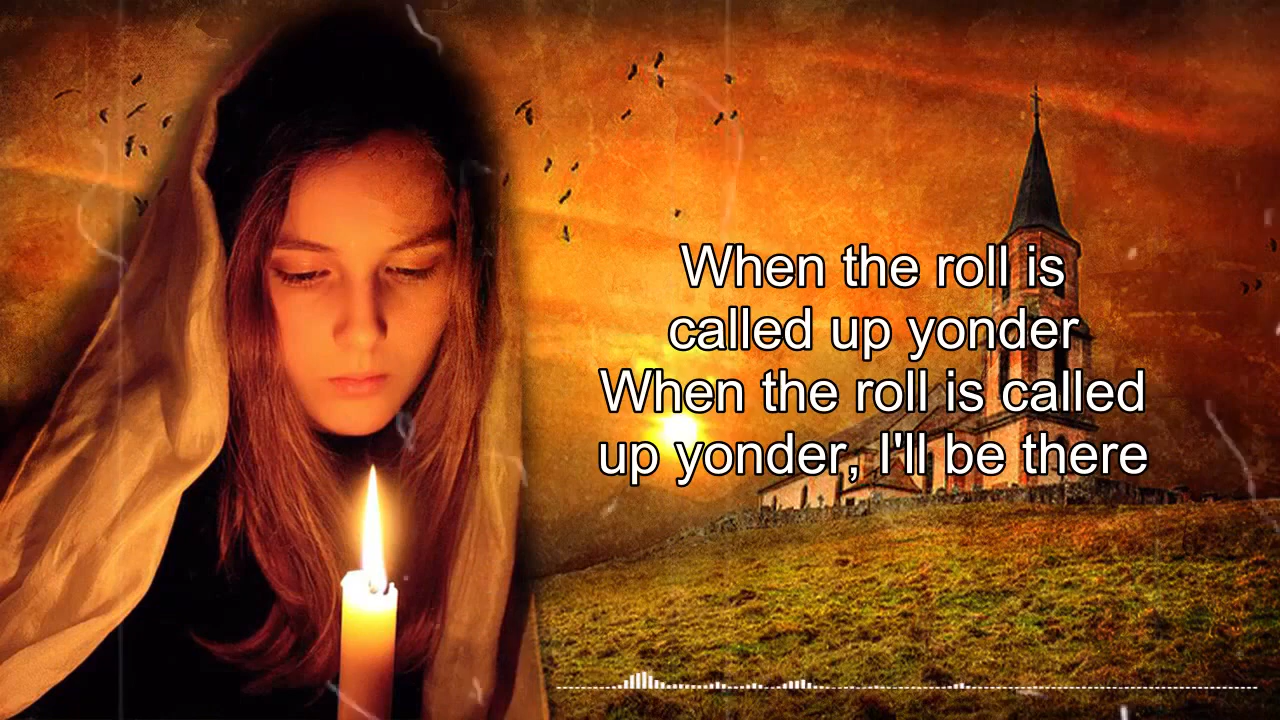 When the roll is
called up yonder
When the roll is called
up yonder, I'll be there